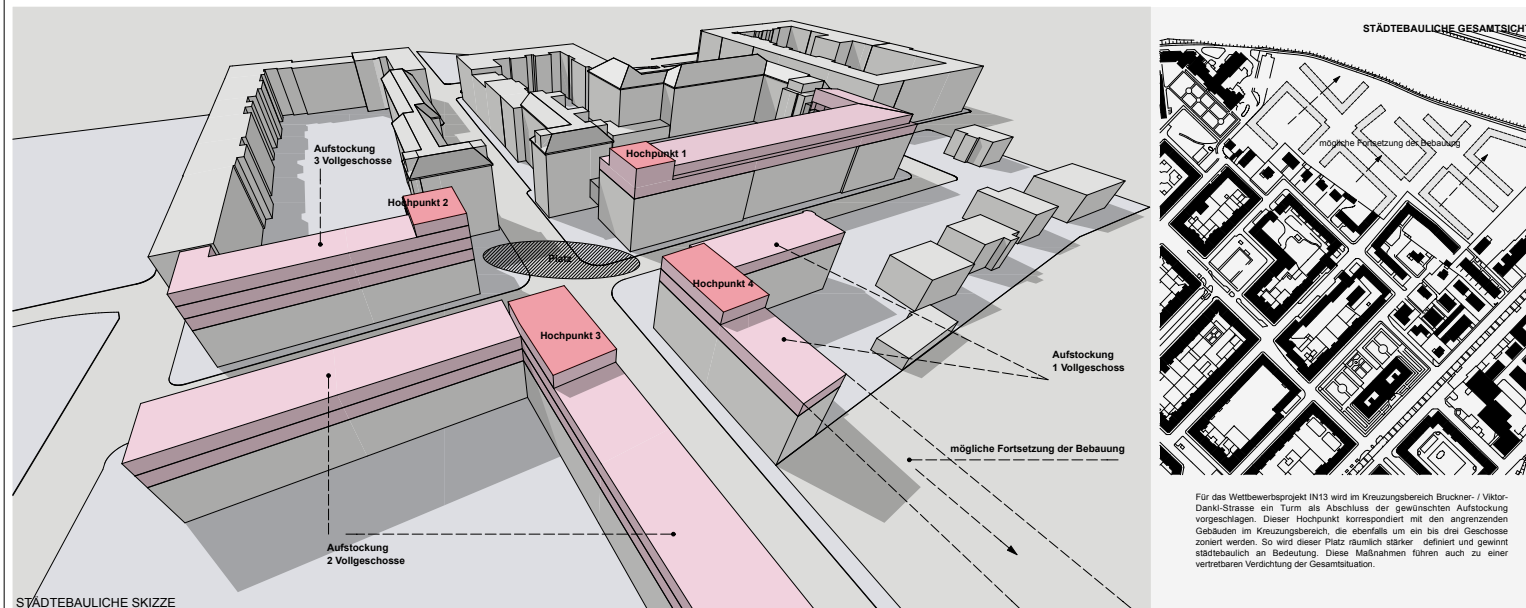 Aufstockung
3 Vollgeschosse
Hochpunkt 1
Hochpunkt 2
Platz
Hochpunkt 4
Hochpunkt 3
Aufstockung
1 Vollgeschoss
mögliche Fortsetzung der Bebauung
Aufstockung
2 Vollgeschosse
STÄDTEBAULICHE SKIZZE
STÄDTEBAULICHE GESAMTSICHT
mögliche Fortsetzung der Bebauung
Für das Wettbewerbsprojekt IN13 wird im Kreuzungsbereich Bruckner- / Viktor-
Dankl-Strasse ein Turm als Abschluss der gewünschten Aufstockung
vorgeschlagen. Dieser Hochpunkt korrespondiert mit den angrenzenden
Gebäuden im Kreuzungsbereich, die ebenfalls um ein bis drei Geschosse
zoniert werden. So wird dieser Platz räumlich stärker definiert und gewinnt
städtebaulich an Bedeutung. Diese Maßnahmen führen auch zu einer
vertretbaren Verdichtung der Gesamtsituation.